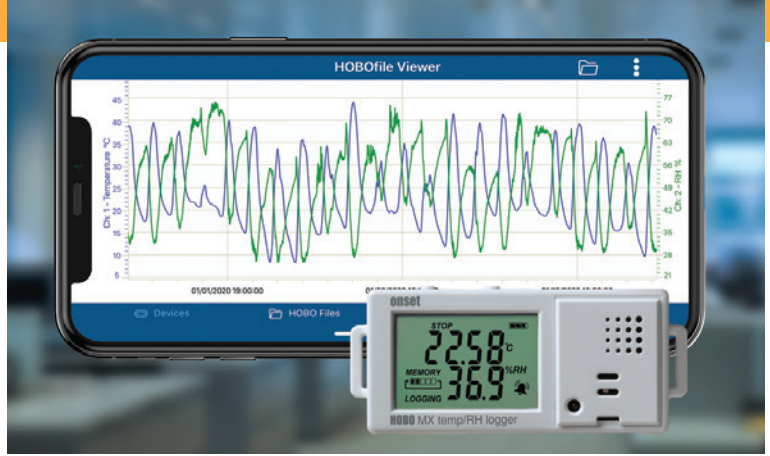 HOBOfile Viewer
45
40
35
30
25
20
15
10
5
Ch: 1 - Temperature °C
77
70
63
56
49
42
35
28
21
Ch: 2 - RH %
01/01/2020 19:00:00
Devices
HOBO Files
onset
STOP
22.58 °C
MEMORY
36.9 %RH
LOGGING
HOBO MX temp/RH logger